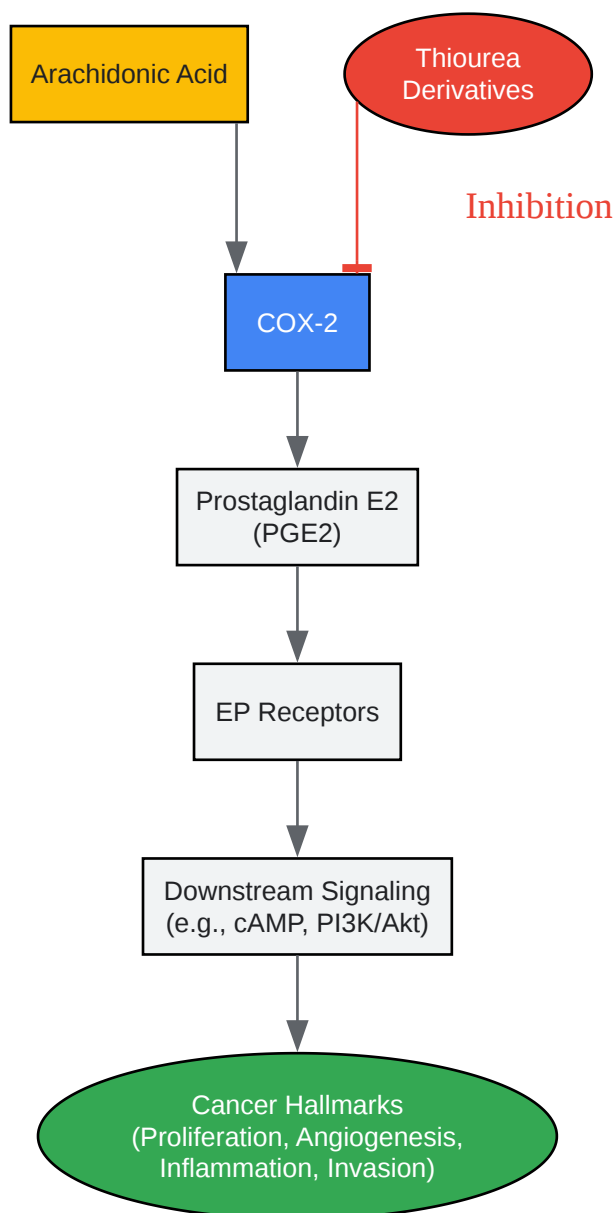 Arachidonic Acid
Thiourea
Derivatives
Inhibition
COX-2
Prostaglandin E2
(PGE2)
EP Receptors
Downstream Signaling
(e.g., cAMP, PI3K/Akt)
Cancer Hallmarks
(Proliferation, Angiogenesis,
Inflammation, Invasion)